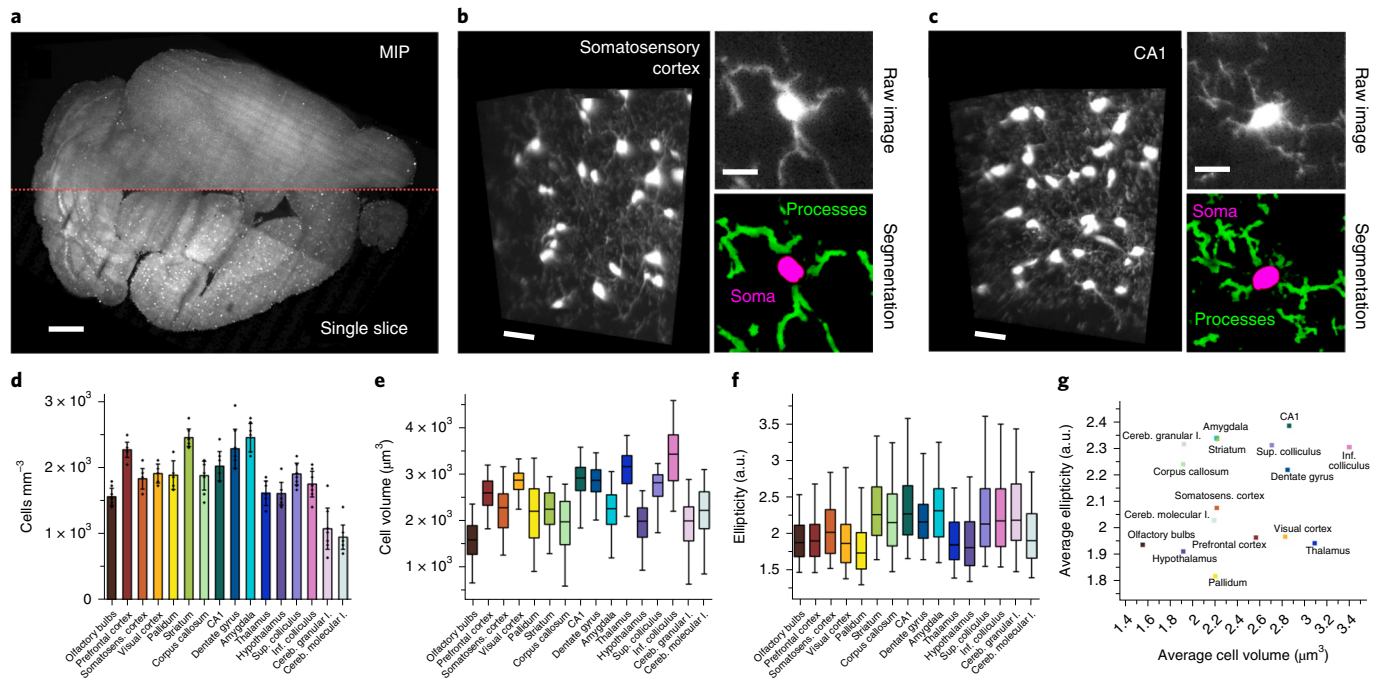 a
MIP
Single slice
b
Somatosensory
cortex
Raw image
Processes
Soma
Segmentation
c
CA1
Raw image
Soma
Processes
Segmentation
d
Cells mm⁻³
3 × 10³
2 × 10³
1 × 10³
0
Olfactory bulbs
Prefrontal cortex
Somatosens. cortex
Visual cortex
Pallidum
Striatum
Corpus callosum
CA1
Dentate gyrus
Amygdala
Thalamus
Hypothalamus
Sup. colliculus
Inf. colliculus
Cereb. granular l.
Cereb. molecular l.
e
Cell volume (μm³)
4 × 10³
3 × 10³
2 × 10³
1 × 10³
Olfactory bulbs
Prefrontal cortex
Somatosens. cortex
Visual cortex
Pallidum
Striatum
Corpus callosum
CA1
Dentate gyrus
Amygdala
Thalamus
Hypothalamus
Sup. colliculus
Inf. colliculus
Cereb. granular l.
Cereb. molecular l.
f
Ellipticity (a.u.)
3.5
3.0
2.5
2.0
1.5
Olfactory bulbs
Prefrontal cortex
Somatosens. cortex
Visual cortex
Pallidum
Striatum
Corpus callosum
CA1
Dentate gyrus
Amygdala
Thalamus
Hypothalamus
Sup. colliculus
Inf. colliculus
Cereb. granular l.
Cereb. molecular l.
g
Average ellipticity (a.u.)
2.4
2.3
2.2
2.1
2
1.9
1.8
CA1
Amygdala
Cereb. granular l.
Striatum
Sup. colliculus
Inf.
colliculus
Corpus callosum
Dentate gyrus
Somatosens. cortex
Cereb. molecular l.
Olfactory bulbs
Visual cortex
Prefrontal cortex
Hypothalamus
Thalamus
Pallidum
1.4 1.6 1.8 2 2.2 2.4 2.6 2.8 3 3.2 3.4
Average cell volume (μm³)